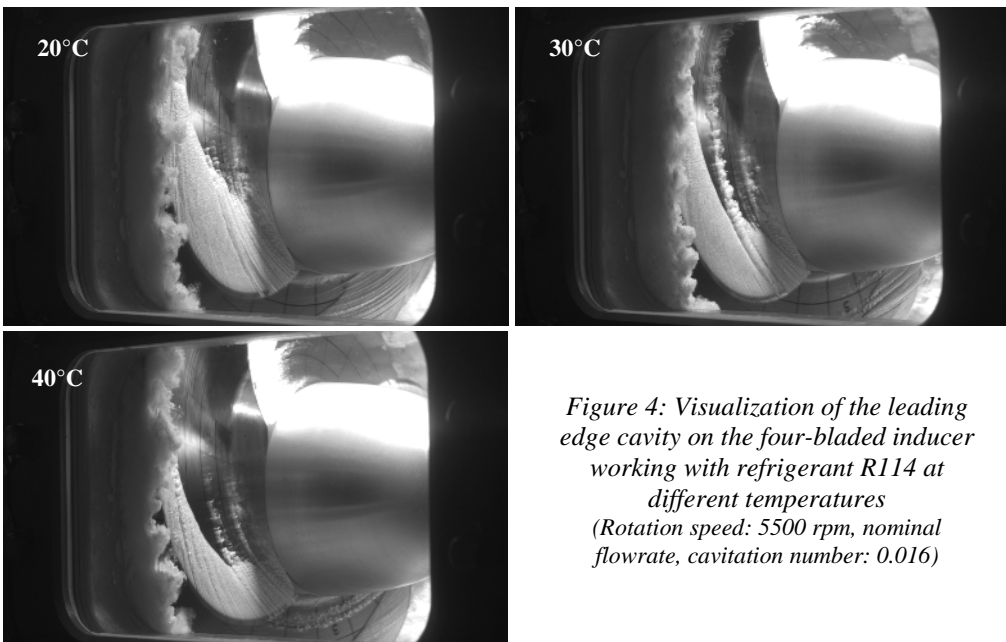 20°C
30°C
40°C
Figure 4: Visualization of the leading
edge cavity on the four-bladed inducer
working with refrigerant R114 at
different temperatures
(Rotation speed: 5500 rpm, nominal
flowrate, cavitation number: 0.016)